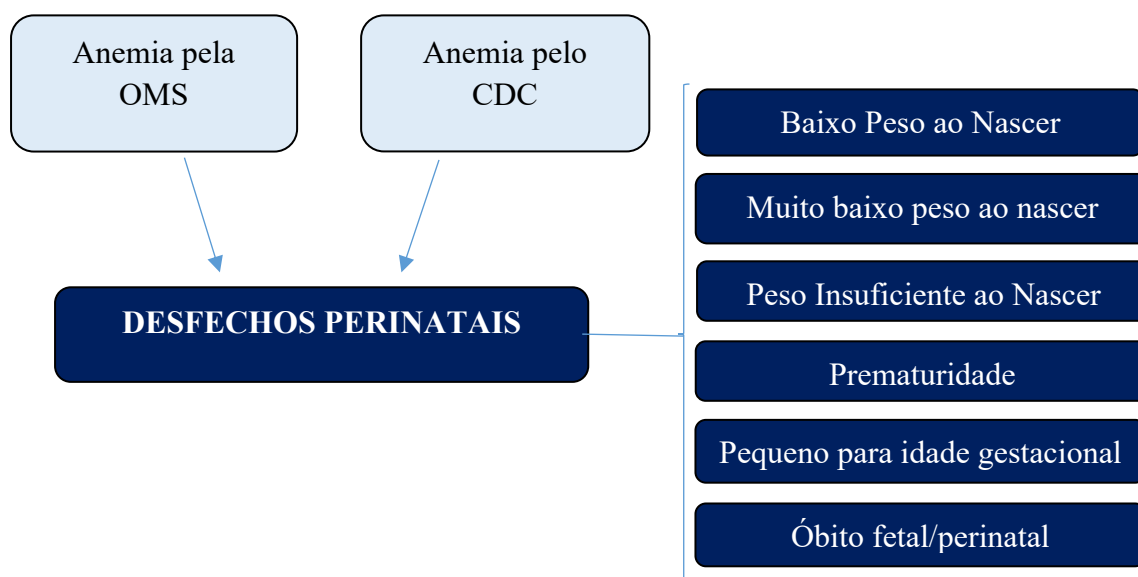 Anemia pela
OMS
Anemia pelo
CDC
DESFECHOS PERINATAIS
Baixo Peso ao Nascer
Muito baixo peso ao nascer
Peso Insuficiente ao Nascer
Prematuridade
Pequeno para idade gestacional
Óbito fetal/perinatal